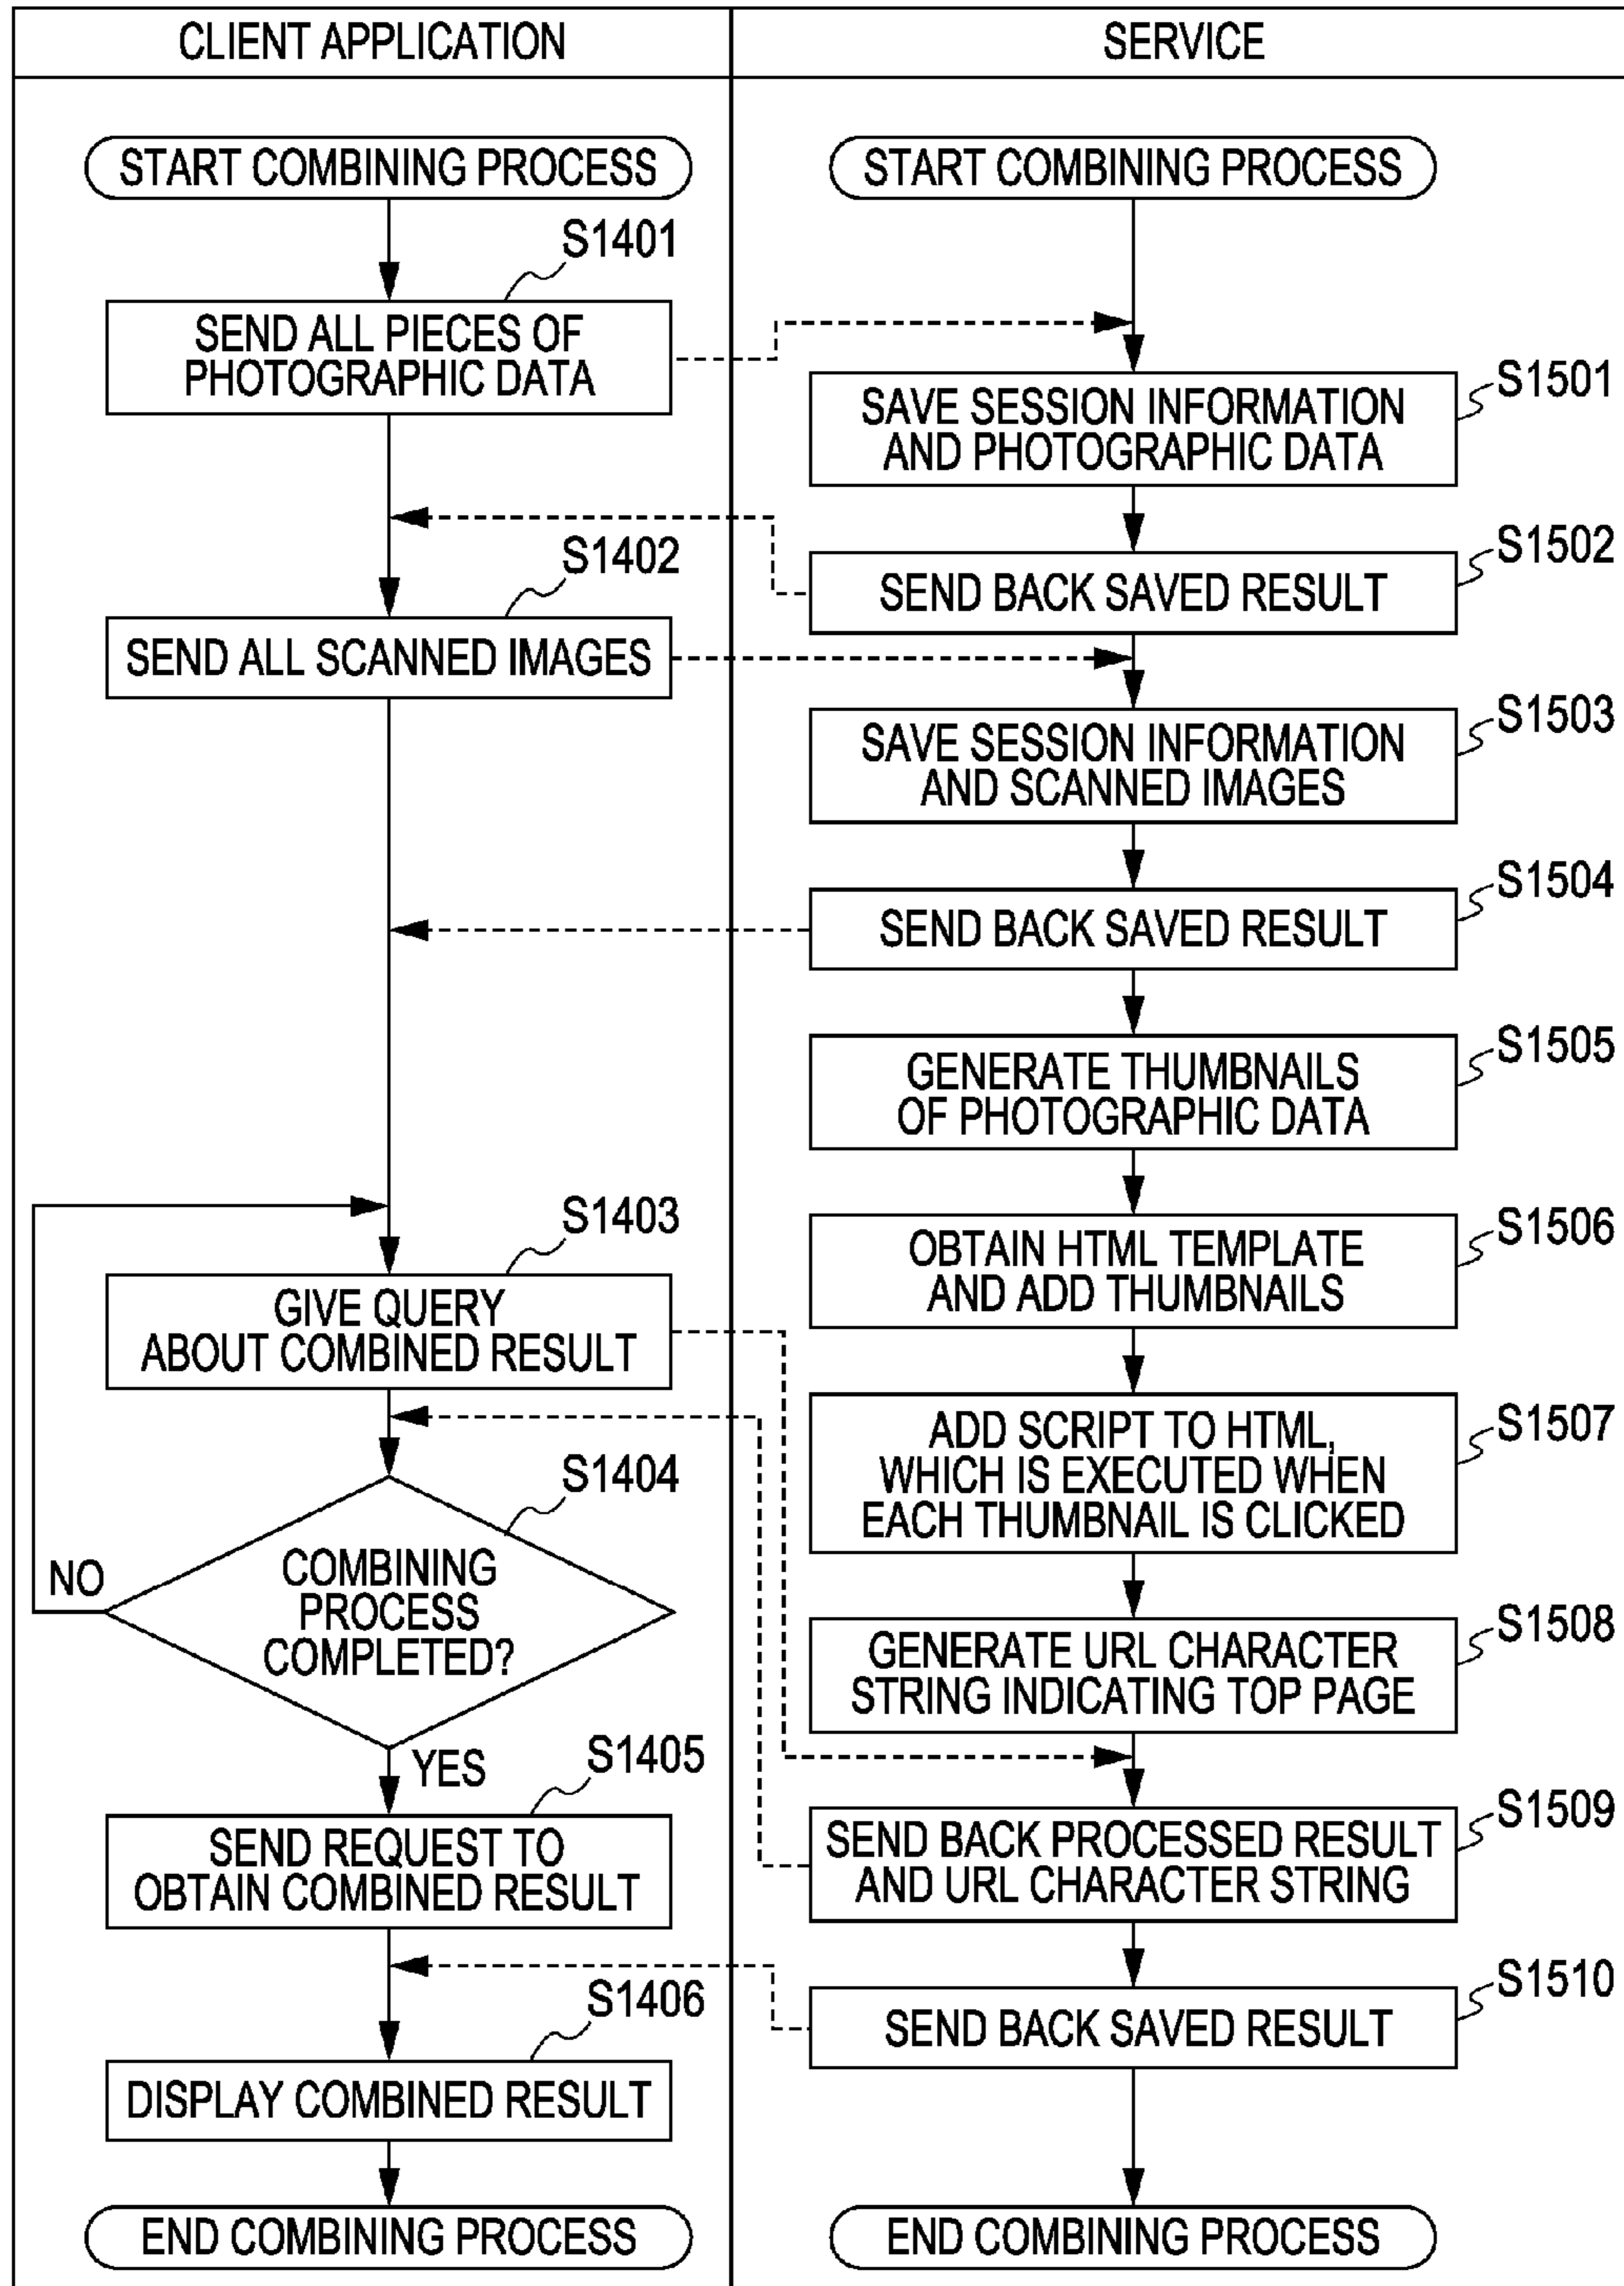 CLIENT APPLICATION
SERVICE
START COMBINING PROCESS
START COMBINING PROCESS
S1401
SEND ALL PIECES OF
PHOTOGRAPHIC DATA
S1501
SAVE SESSION INFORMATION
AND PHOTOGRAPHIC DATA
S1502
SEND BACK SAVED RESULT
S1402
SEND ALL SCANNED IMAGES
S1503
SAVE SESSION INFORMATION
AND SCANNED IMAGES
S1504
SEND BACK SAVED RESULT
S1505
GENERATE THUMBNAILS
OF PHOTOGRAPHIC DATA
S1403
GIVE QUERY
ABOUT COMBINED RESULT
S1506
OBTAIN HTML TEMPLATE
AND ADD THUMBNAILS
S1507
ADD SCRIPT TO HTML,
WHICH IS EXECUTED WHEN
EACH THUMBNAIL IS CLICKED
S1404
NO
COMBINING
PROCESS
COMPLETED?
YES
S1508
GENERATE URL CHARACTER
STRING INDICATING TOP PAGE
S1405
SEND REQUEST TO
OBTAIN COMBINED RESULT
S1509
SEND BACK PROCESSED RESULT
AND URL CHARACTER STRING
S1510
SEND BACK SAVED RESULT
S1406
DISPLAY COMBINED RESULT
END COMBINING PROCESS
END COMBINING PROCESS